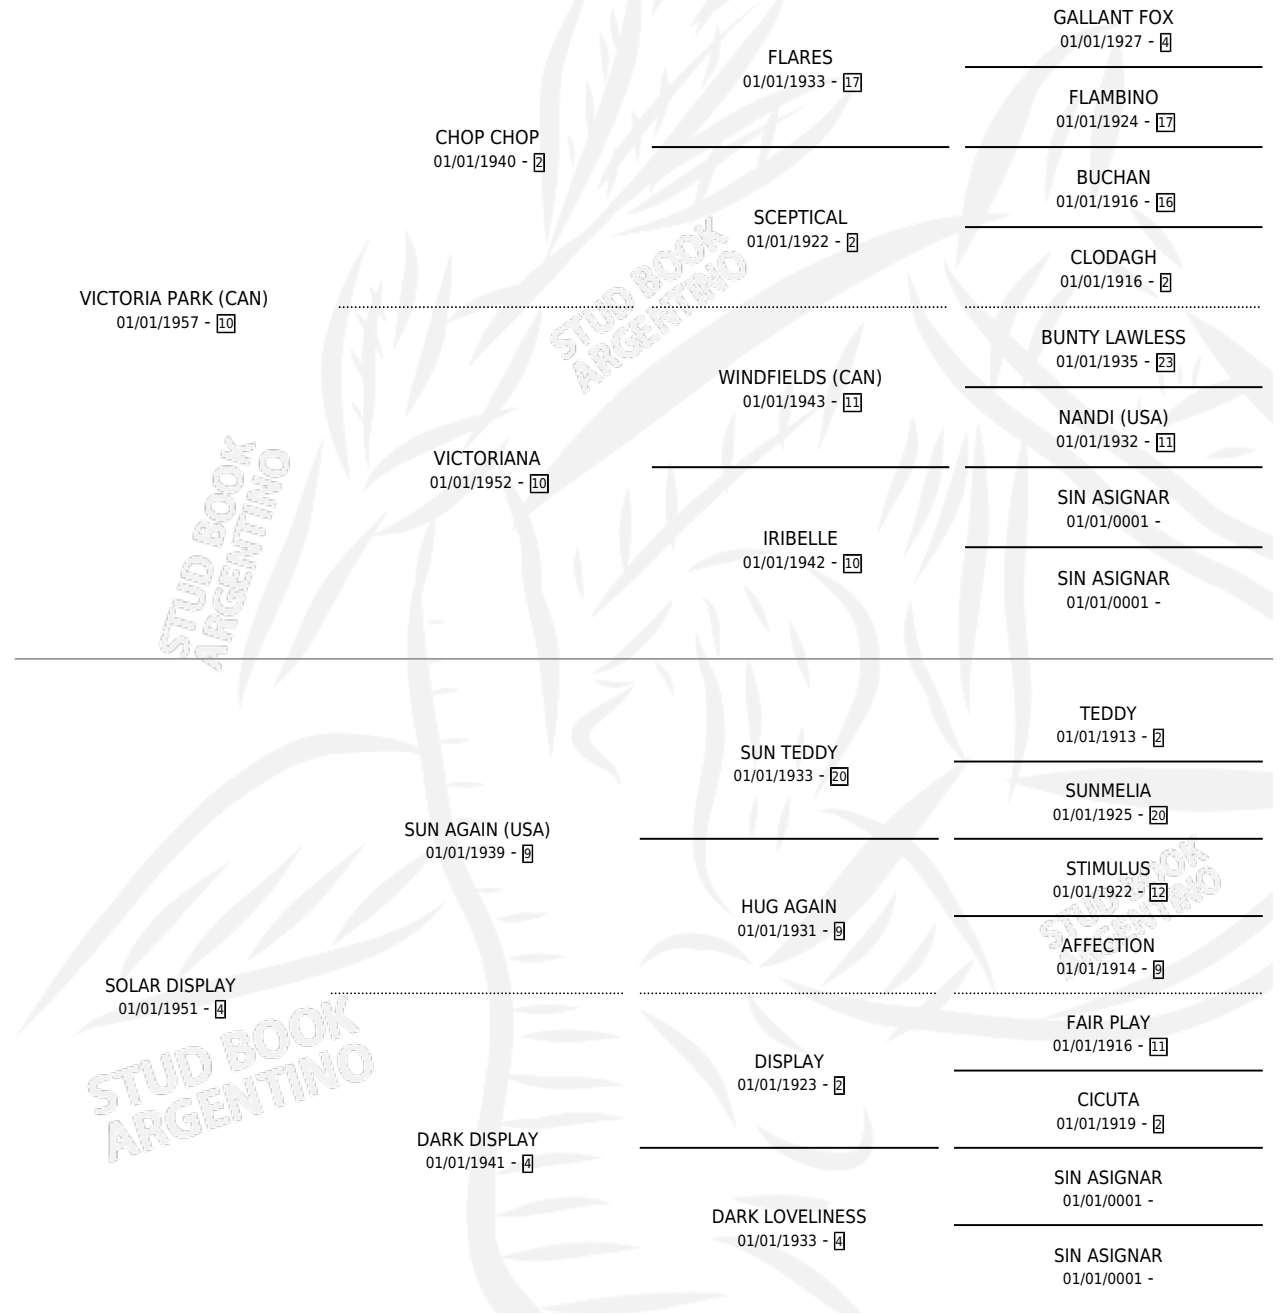 GALLANT FOX
01/01/1927 - 4
FLARES
01/01/1933 - 17
FLAMBINO
01/01/1924 - 17
CHOP CHOP
01/01/1940 - 2
BUCHAN
01/01/1916 - 16
SCEPTICAL
01/01/1922 - 2
CLODAGH
01/01/1916 - 2
VICTORIA PARK (CAN)
01/01/1957 - 10
STUD BOOK
ARGENTINO
BUNTY LAWLESS
01/01/1935 - 23
WINDFIELDS (CAN)
01/01/1943 - 11
NANDI (USA)
01/01/1932 - 11
VICTORIANA
01/01/1952 - 10
SIN ASIGNAR
01/01/0001 -
IRIBELLE
01/01/1942 - 10
SIN ASIGNAR
01/01/0001 -
STUD BOOK
ARGENTINO
TEDDY
01/01/1913 - 2
SUN TEDDY
01/01/1933 - 20
SUNMELIA
01/01/1925 - 20
SUN AGAIN (USA)
01/01/1939 - 9
STIMULUS
01/01/1922 - 12
HUG AGAIN
01/01/1931 - 9
STUD BOOK
ARGENTINO
AFFECTION
01/01/1914 - 9
SOLAR DISPLAY
01/01/1951 - 4
FAIR PLAY
01/01/1916 - 11
DISPLAY
01/01/1923 - 2
CICUTA
01/01/1919 - 2
STUD BOOK
ARGENTINO
DARK DISPLAY
01/01/1941 - 4
SIN ASIGNAR
01/01/0001 -
DARK LOVELINESS
01/01/1933 - 4
SIN ASIGNAR
01/01/0001 -